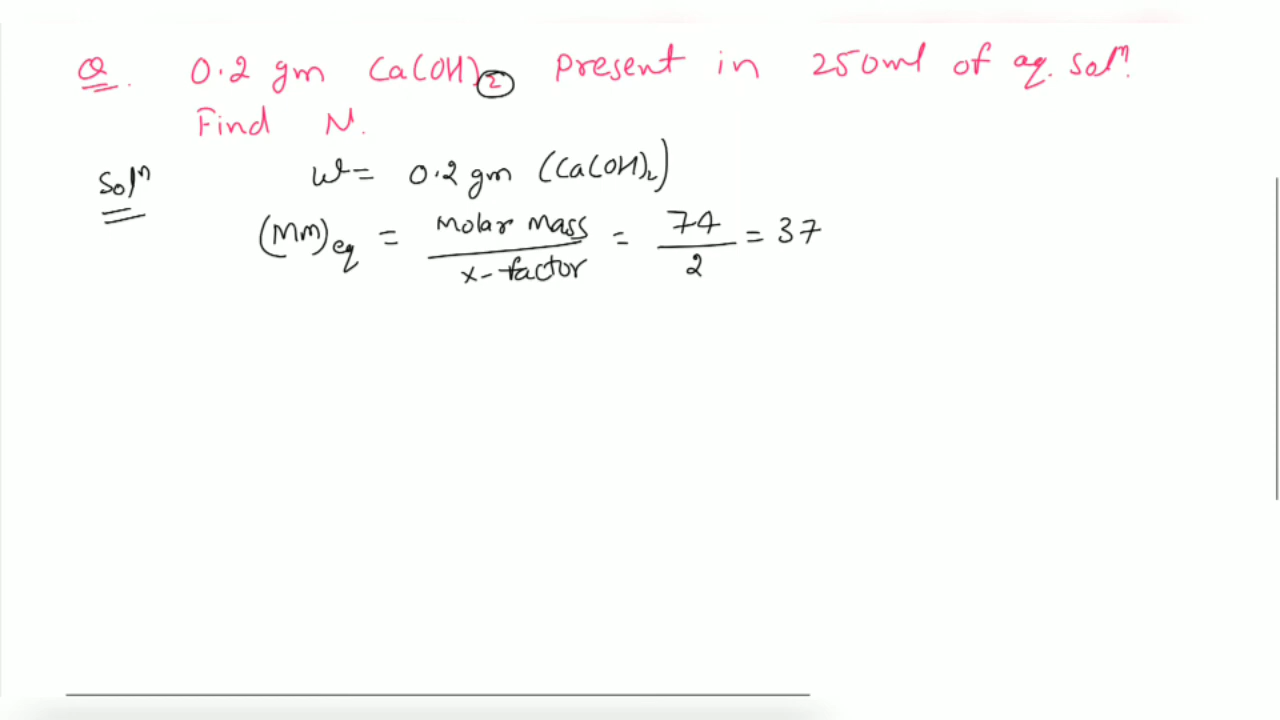 Q. 0.2 gm Ca(OH)₂ present in 250ml of aq. solⁿ.
Find N.
Solⁿ W = 0.2 gm (Ca(OH)₂)
(Mm)eq = Molar mass / x-factor = 74 / 2 = 37